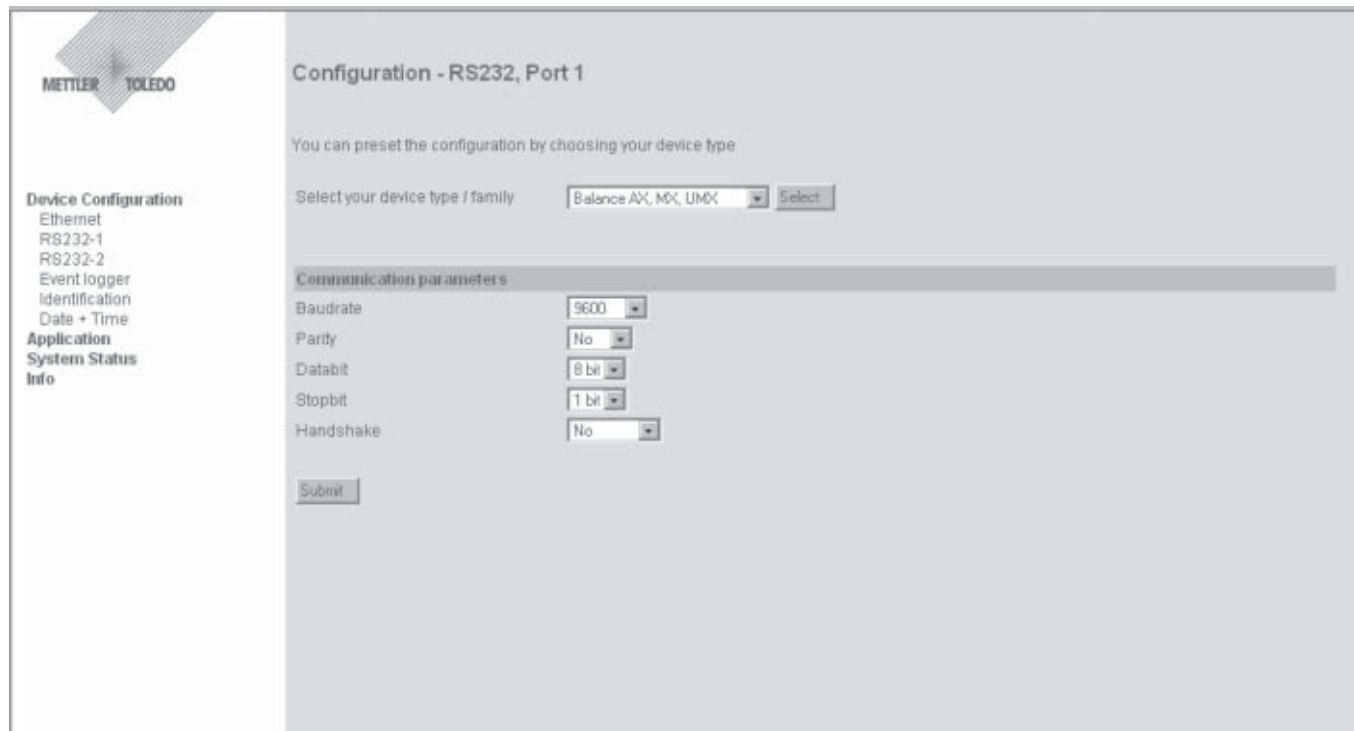 METTLER TOLEDO
Device Configuration
Ethernet
RS232-1
RS232-2
Event logger
Identification
Date + Time
Application
System Status
Info
Configuration - RS232, Port 1
You can preset the configuration by choosing your device type
Select your device type / family Balance AX, MX, UMX Select
Communication parameters
Baudrate 9600
Parity No
Databit 8 bit
Stopbit 1 bit
Handshake No
Submit